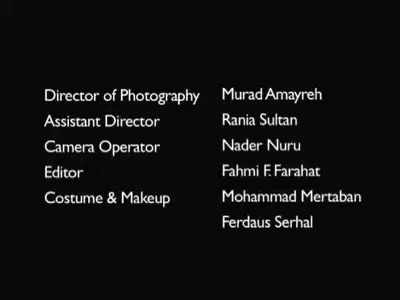 Director of Photography Murad Amayreh
Assistant Director Rania Sultan
Camera Operator Nader Nuru
Editor Fahmi F. Farahat
Costume & Makeup Mohammad Mertaban
Ferdaus Serhal